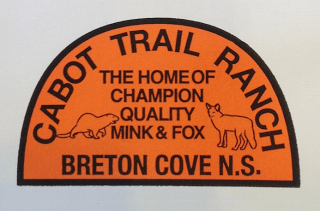 CABOT TRAIL RANCH
THE HOME OF
CHAMPION
QUALITY
MINK & FOX
BRETON COVE N.S.